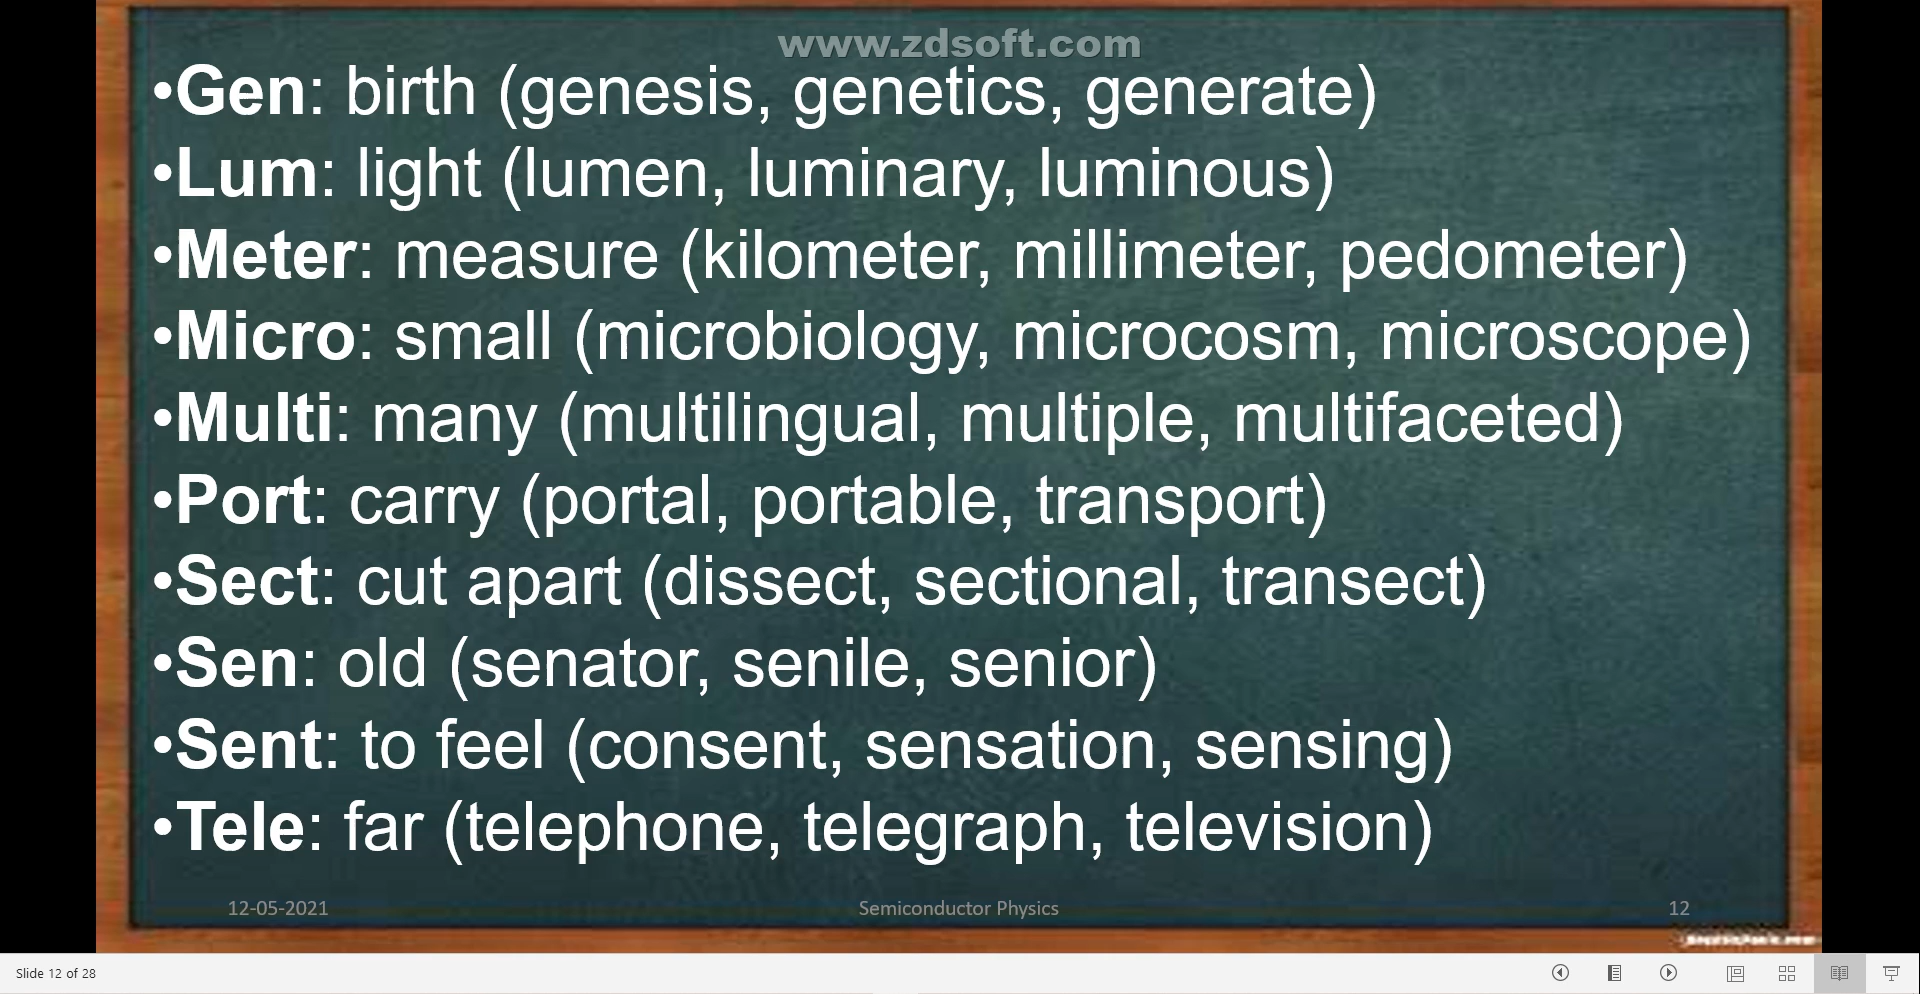 www.zdsoft.com
•Gen: birth (genesis, genetics, generate)
•Lum: light (lumen, luminary, luminous)
•Meter: measure (kilometer, millimeter, pedometer)
•Micro: small (microbiology, microcosm, microscope)
•Multi: many (multilingual, multiple, multifaceted)
•Port: carry (portal, portable, transport)
•Sect: cut apart (dissect, sectional, transect)
•Sen: old (senator, senile, senior)
•Sent: to feel (consent, sensation, sensing)
•Tele: far (telephone, telegraph, television)
12-05-2021 Semiconductor Physics 12
Slide 12 of 28